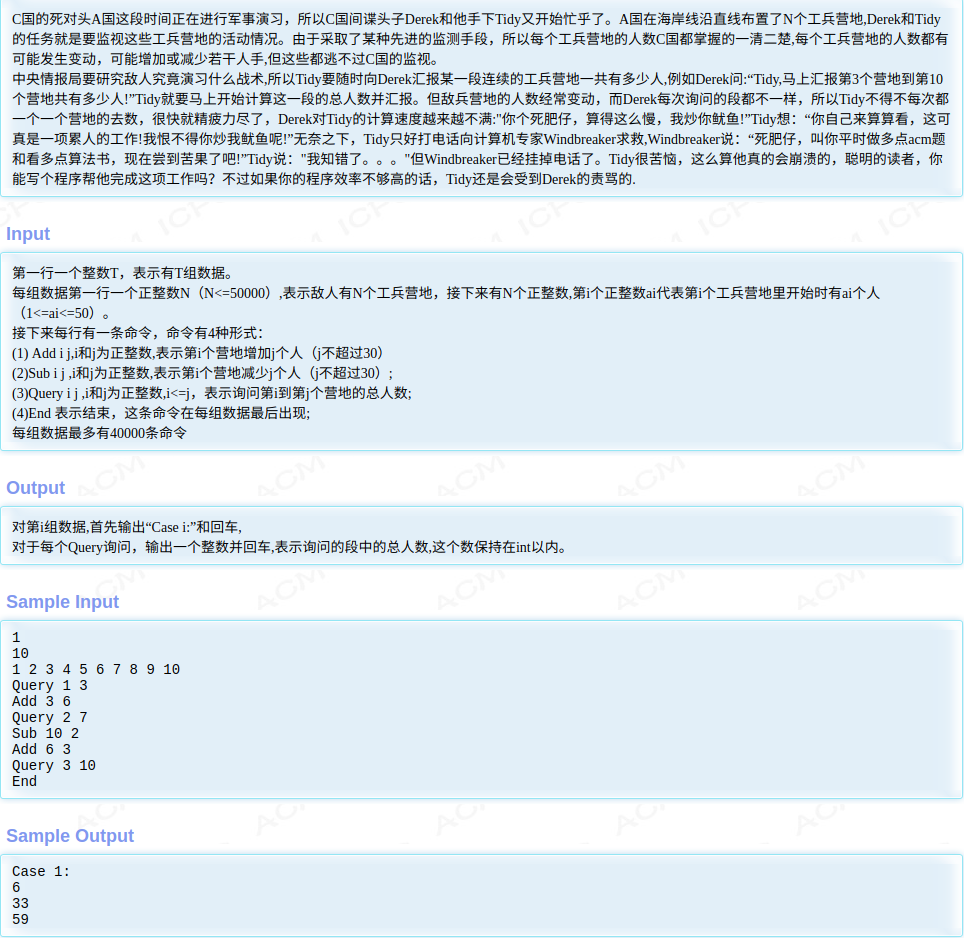 C国的死对头A国这段时间正在进行军事演习，所以C国间谍头子Derek和他手下Tidy又开始忙乎了。A国在海岸线沿直线布置了N个工兵营地,Derek和Tidy
的任务就是要监视这些工兵营地的活动情况。由于采取了某种先进的监测手段，所以每个工兵营地的人数C国都掌握的一清二楚,每个工兵营地的人数都有
可能发生变动，可能增加或减少若干人手,但这些都逃不过C国的监视。
中央情报局要研究敌人究竟演习什么战术,所以Tidy要随时向Derek汇报某一段连续的工兵营地一共有多少人,例如Derek问:“Tidy,马上汇报第3个营地到第10
个营地共有多少人!”Tidy就要马上开始计算这一段的总人数并汇报。但敌兵营地的人数经常变动，而Derek每次询问的段都不一样，所以Tidy不得不每次都
一个一个营地的去数，很快就精疲力尽了，Derek对Tidy的计算速度越来越不满:"你个死肥仔，算得这么慢，我炒你鱿鱼!”Tidy想：“你自己来算算看，这可
真是一项累人的工作!我恨不得你炒我鱿鱼呢!”无奈之下，Tidy只好打电话向计算机专家Windbreaker求救,Windbreaker说：“死肥仔，叫你平时做多点acm题
和看多点算法书，现在尝到苦果了吧!”Tidy说："我知错了。。。"但Windbreaker已经挂掉电话了。Tidy很苦恼，这么算他真的会崩溃的，聪明的读者，你
能写个程序帮他完成这项工作吗？不过如果你的程序效率不够高的话，Tidy还是会受到Derek的责骂的.
Input
第一行一个整数T，表示有T组数据。
每组数据第一行一个正整数N（N<=50000）,表示敌人有N个工兵营地，接下来有N个正整数,第i个正整数ai代表第i个工兵营地里开始时有ai个人
（1<=ai<=50）。
接下来每行有一条命令，命令有4种形式：
(1) Add i j,i和j为正整数,表示第i个营地增加j个人（j不超过30）
(2)Sub i j ,i和j为正整数,表示第i个营地减少j个人（j不超过30）;
(3)Query i j ,i和j为正整数,i<=j，表示询问第i到第j个营地的总人数;
(4)End 表示结束，这条命令在每组数据最后出现;
每组数据最多有40000条命令
Output
对第i组数据,首先输出“Case i:”和回车,
对于每个Query询问，输出一个整数并回车,表示询问的段中的总人数,这个数保持在int以内。
Sample Input
1
10
1 2 3 4 5 6 7 8 9 10
Query 1 3
Add 3 6
Query 2 7
Sub 10 2
Add 6 3
Query 3 10
End
Sample Output
Case 1:
6
33
59